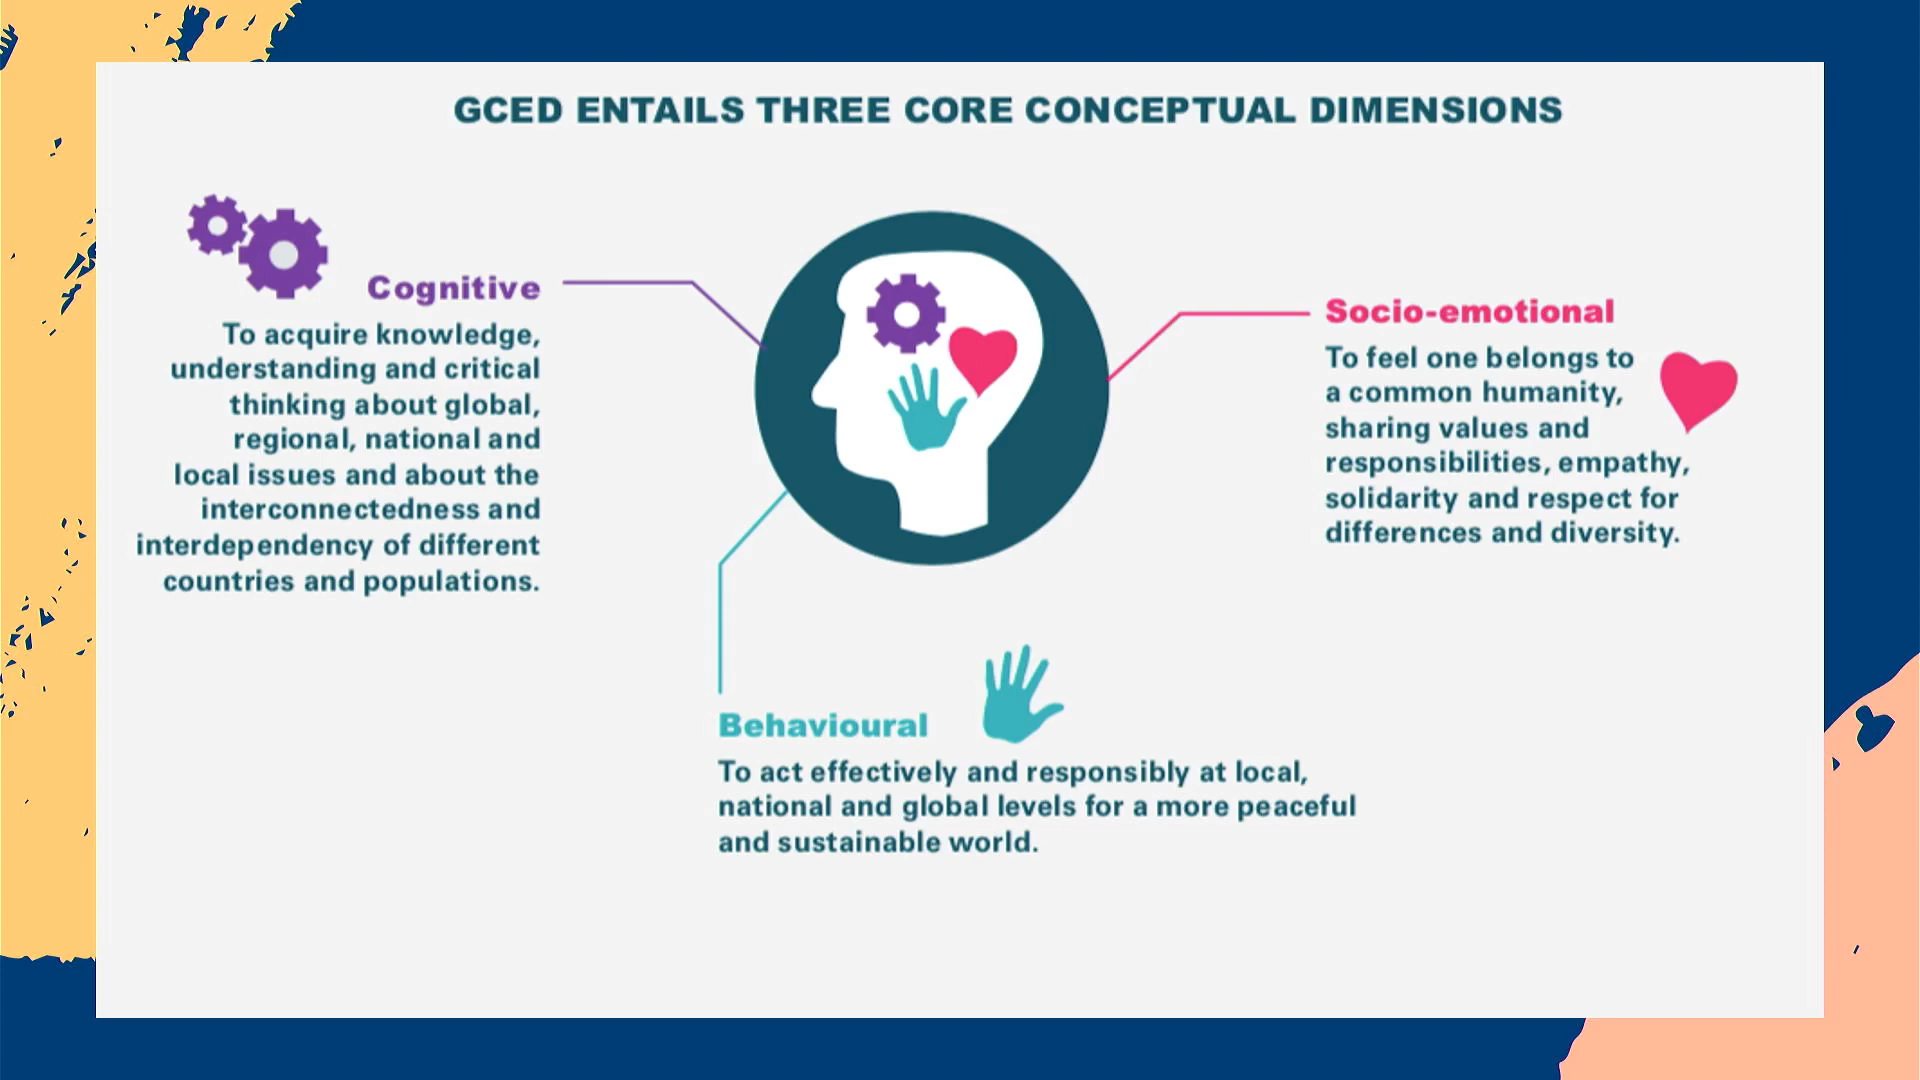 GCED ENTAILS THREE CORE CONCEPTUAL DIMENSIONS
Cognitive
To acquire knowledge,
understanding and critical
thinking about global,
regional, national and
local issues and about the
interconnectedness and
interdependency of different
countries and populations.
Socio-emotional
To feel one belongs to
a common humanity,
sharing values and
responsibilities, empathy,
solidarity and respect for
differences and diversity.
Behavioural
To act effectively and responsibly at local,
national and global levels for a more peaceful
and sustainable world.